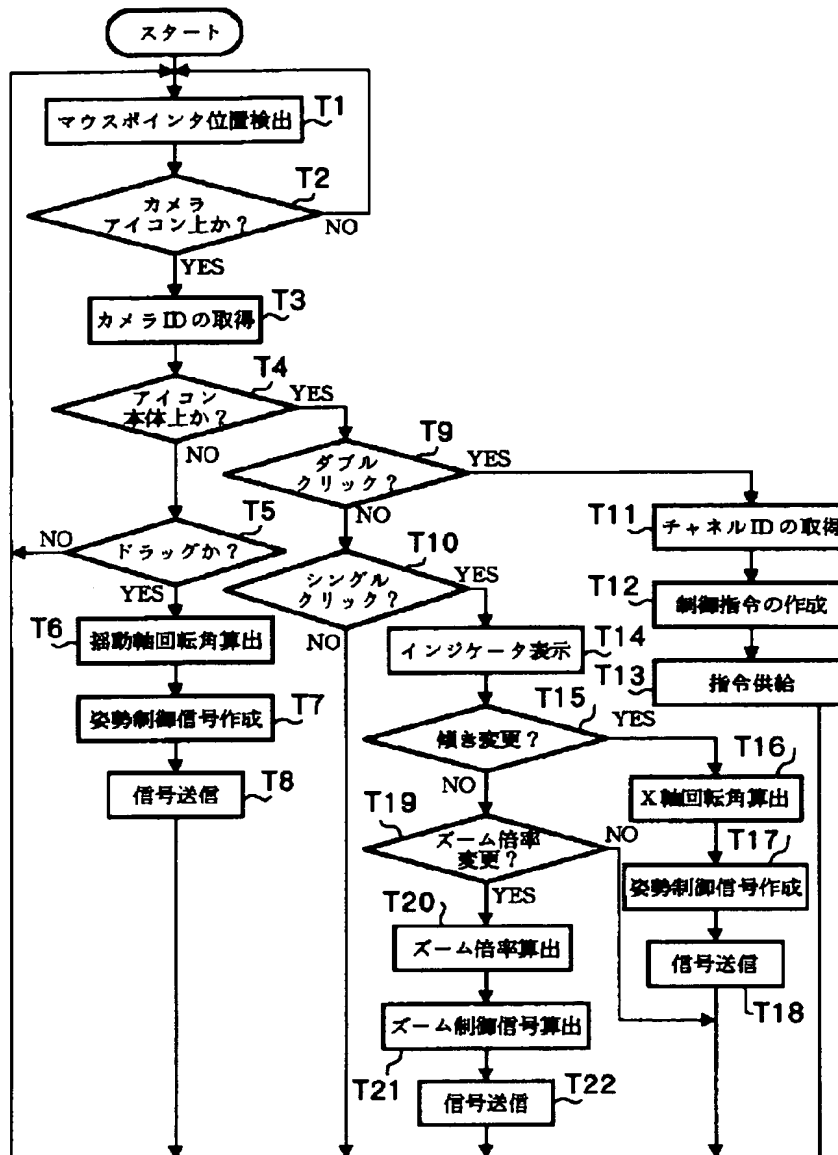 スタート
マウスポインタ位置検出
T1
カメラ
アイコン上か?
T2
NO
YES
カメラIDの取得
T3
アイコン
本体上か?
T4
YES
NO
ダブル
クリック?
T9
YES
NO
T11
チャネルIDの取得
T5
NO
ドラッグか?
YES
T10
シングル
クリック?
YES
NO
T12
制御指令の作成
T6
揺動軸回転角算出
インジケータ表示
T14
T13
指令供給
姿勢制御信号作成
T7
傾き変更?
T15
YES
NO
信号送信
T8
T16
X軸回転角算出
T19
ズーム倍率
変更?
NO
YES
T17
姿勢制御信号作成
T20
ズーム倍率算出
信号送信
T18
ズーム制御信号算出
T21
信号送信
T22